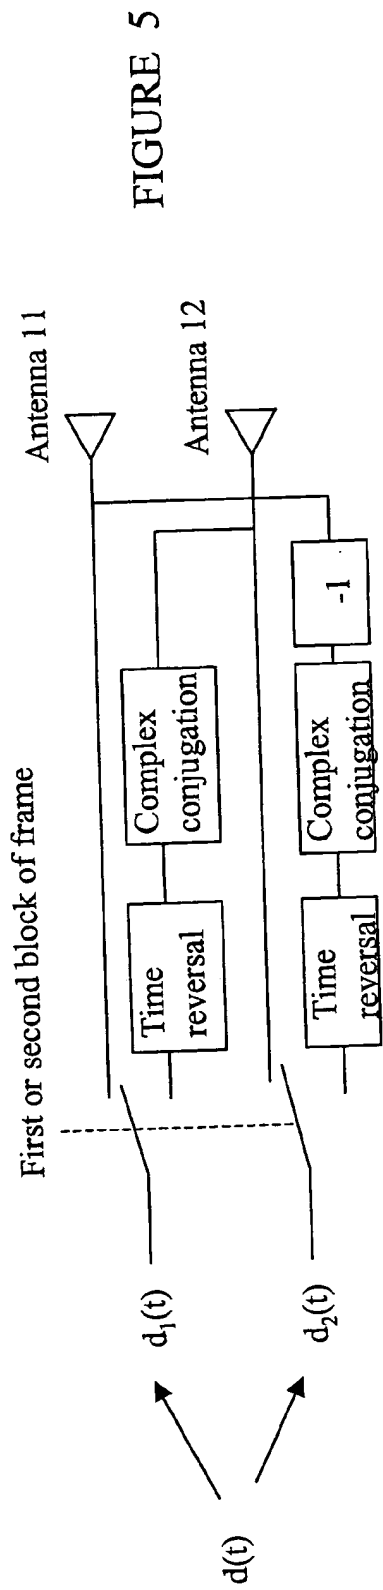 FIGURE 5
First or second block of frame
Antenna 11
d₁(t)
Time
reversal
Complex
conjugation
Antenna 12
d(t)
d₂(t)
Time
reversal
Complex
conjugation
-1